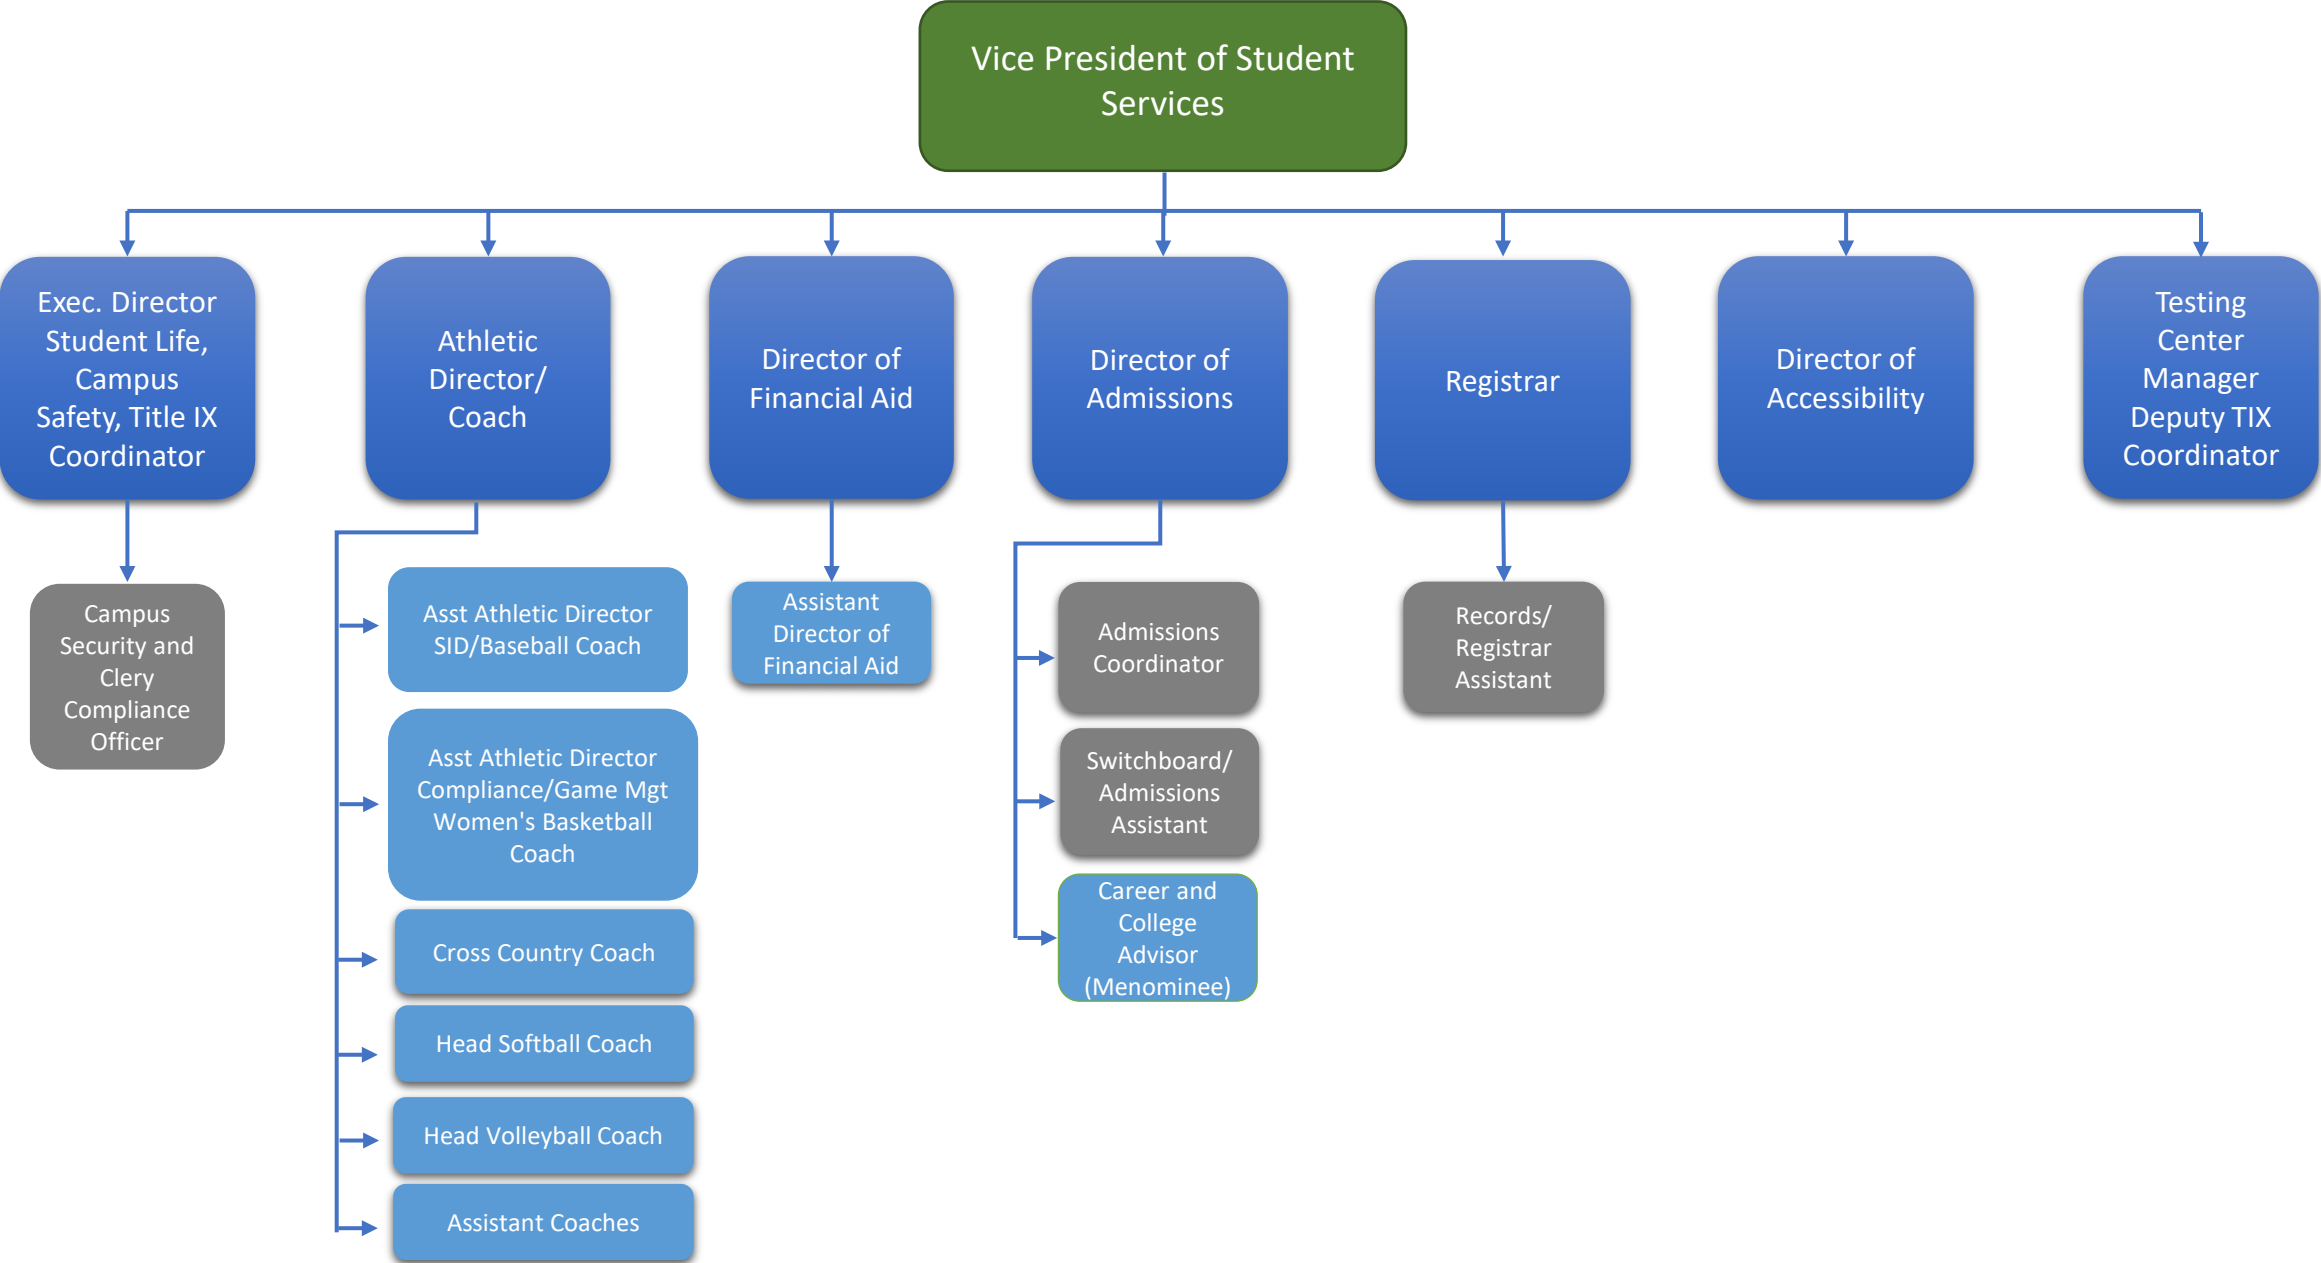 Vice President of Student
Services
Exec. Director
Student Life,
Campus
Safety, Title IX
Coordinator
Athletic
Director/
Coach
Director of
Financial Aid
Director of
Admissions
Registrar
Director of
Accessibility
Testing
Center
Manager
Deputy TIX
Coordinator
Campus
Security and
Clery
Compliance
Officer
Asst Athletic Director
SID/Baseball Coach
Asst Athletic Director
Compliance/Game Mgt
Women's Basketball
Coach
Cross Country Coach
Head Softball Coach
Head Volleyball Coach
Assistant Coaches
Assistant
Director of
Financial Aid
Admissions
Coordinator
Switchboard/
Admissions
Assistant
Career and
College
Advisor
(Menominee)
Records/
Registrar
Assistant